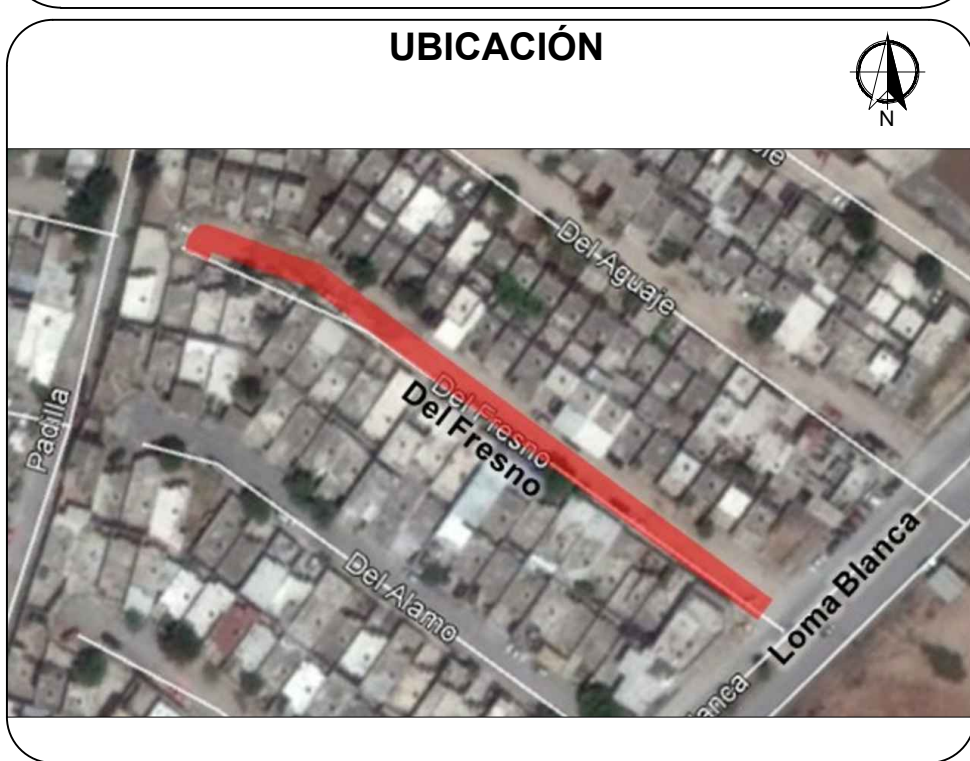 UBICACIÓN
N
Del Aguaje
Padilla
Del Fresno
Del Fresno
Del Alamo
Loma Blanca